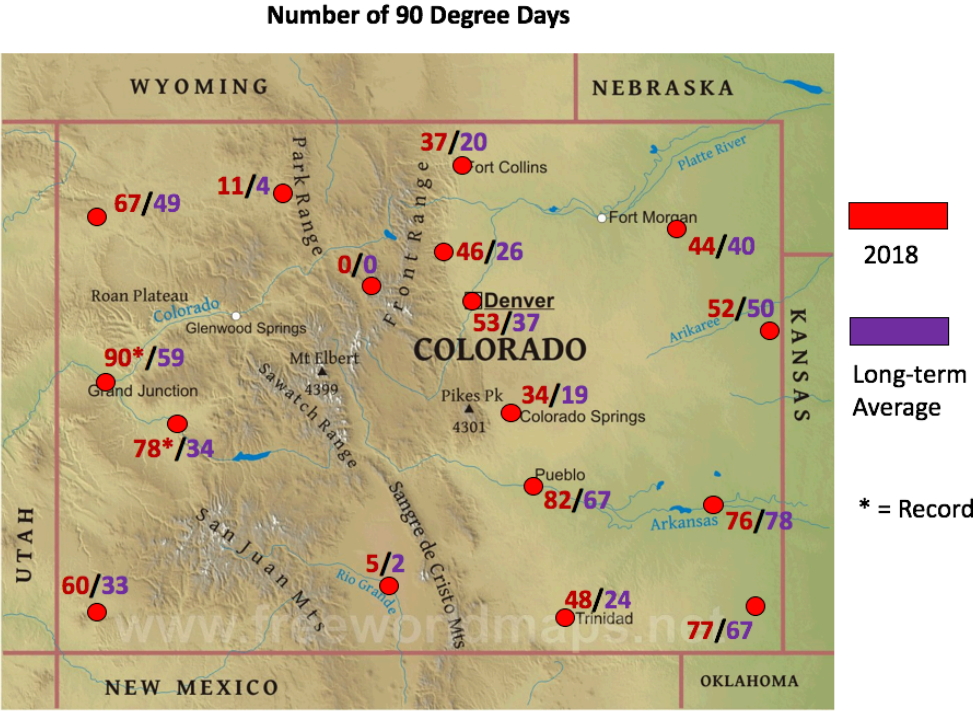 Number of 90 Degree Days
WYOMING
NEBRASKA
Park Range
37/20
Fort Collins
Platte River
11/4
67/49
Front Range
Fort Morgan
44/40
2018
46/26
0/0
Roan Plateau
Colorado
Glenwood Springs
Denver
53/37
52/50
Arikaree
KANSAS
COLORADO
90*/59
Grand Junction
Mt Elbert
4399
Sawatch Range
Pikes Pk
4301
34/19
Colorado Springs
Long-term
Average
78*/34
Pueblo
82/67
Arkansas
76/78
* = Record
UTAH
San Juan Mts
Sangre de Cristo Mts
5/2
Rio Grande
60/33
48/24
Trinidad
77/67
www.freeworldmaps.net
NEW MEXICO
OKLAHOMA